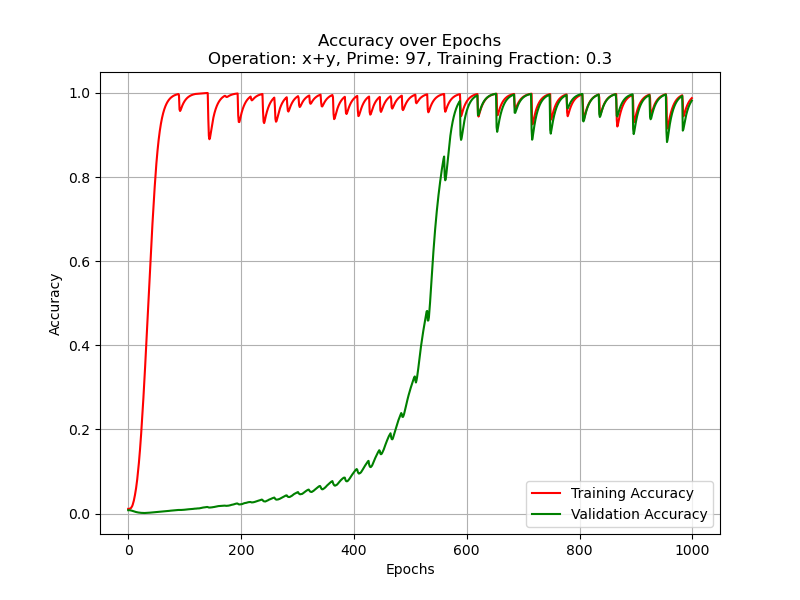 Accuracy over Epochs
Operation: x+y, Prime: 97, Training Fraction: 0.3
1.0
0.8
0.6
0.4
0.2
0.0
Accuracy
Training Accuracy
Validation Accuracy
0 200 400 600 800 1000
Epochs